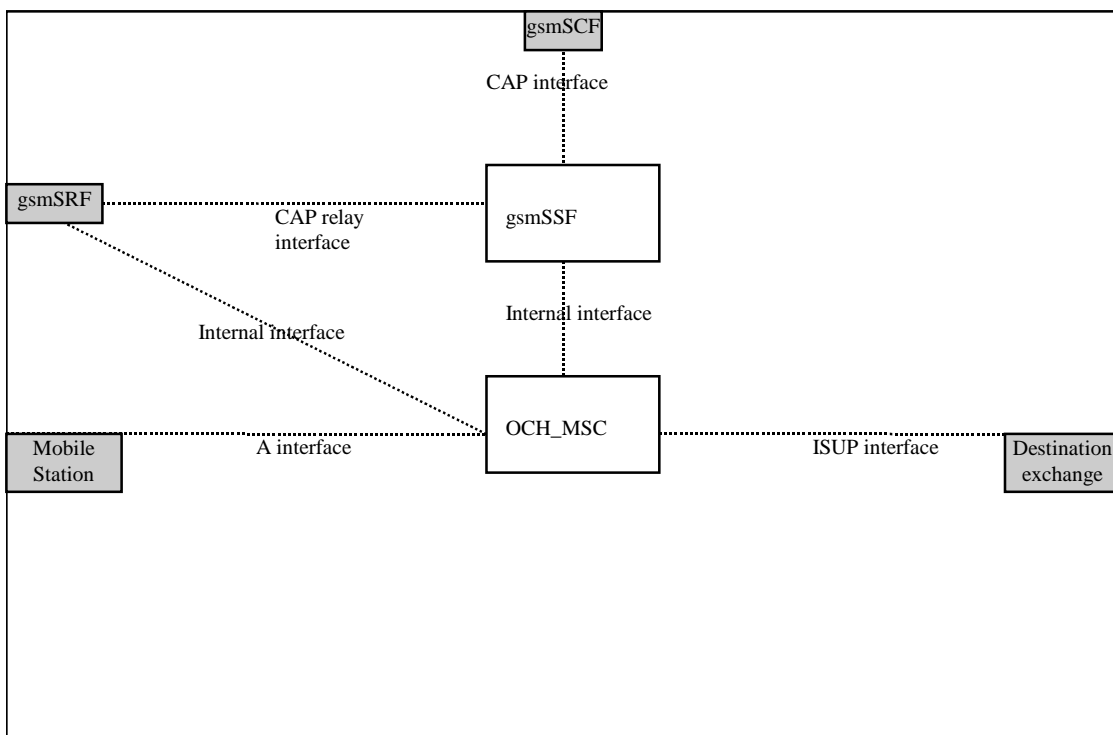 gsmSCF
CAP interface
gsmSRF
CAP relay
interface
gsmSSF
Internal interface
Internal interface
OCH_MSC
Mobile
Station
A interface
ISUP interface
Destination
exchange